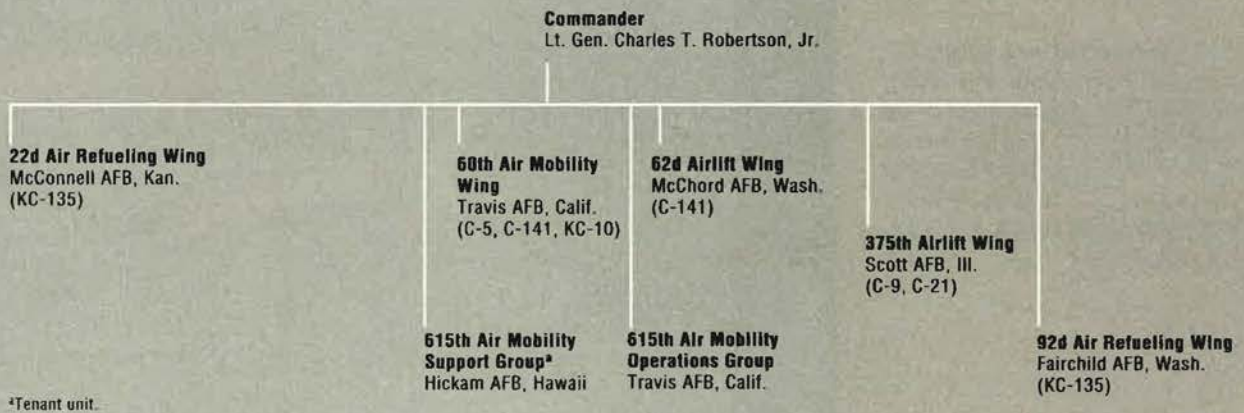 Commander
Lt. Gen. Charles T. Robertson, Jr.
22d Air Refueling Wing
McConnell AFB, Kan.
(KC-135)
60th Air Mobility
Wing
Travis AFB, Calif.
(C-5, C-141, KC-10)
62d Airlift Wing
McChord AFB, Wash.
(C-141)
375th Airlift Wing
Scott AFB, Ill.
(C-9, C-21)
615th Air Mobility
Support Groupª
Hickam AFB, Hawaii
615th Air Mobility
Operations Group
Travis AFB, Calif.
92d Air Refueling Wing
Fairchild AFB, Wash.
(KC-135)
ªTenant unit.